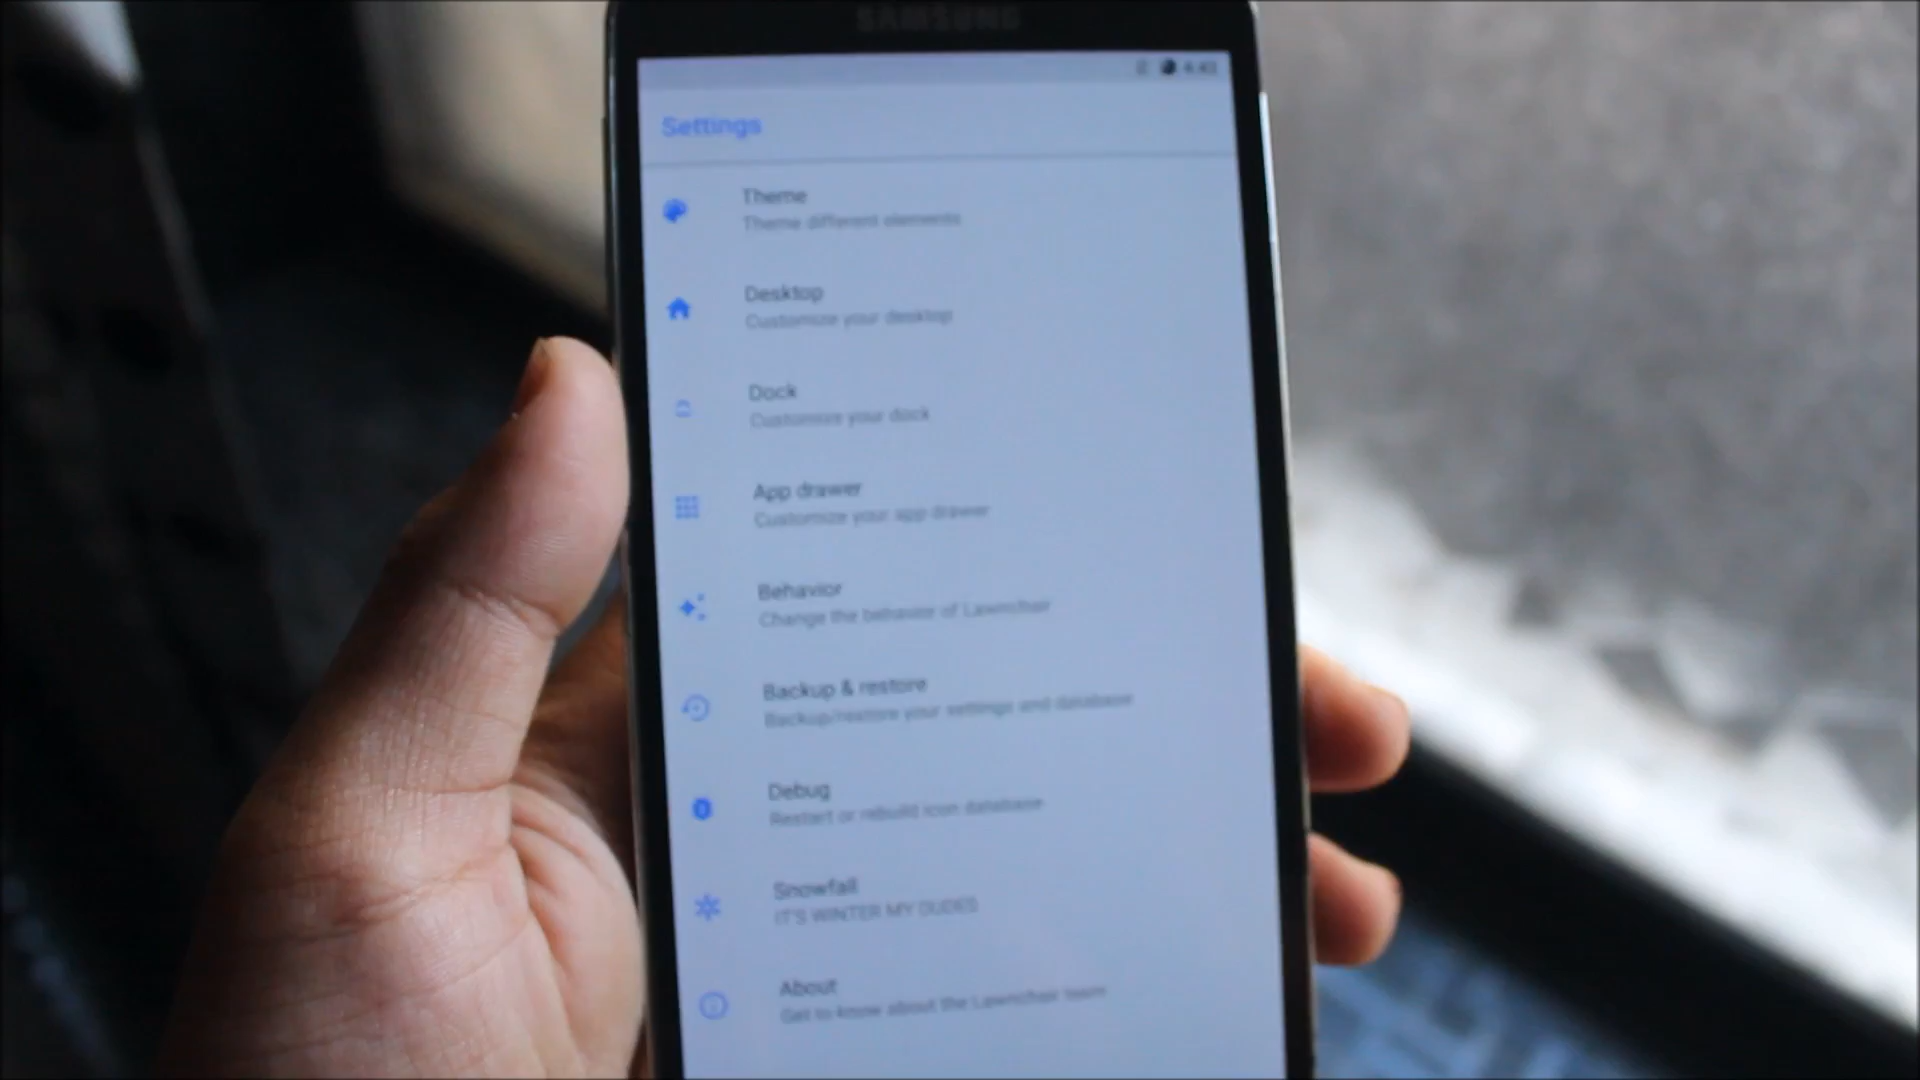 SAMSUNG
4:43
Settings
Theme
Theme different elements
Desktop
Customize your desktop
Dock
Customize your dock
App drawer
Customize your app drawer
Behavior
Change the behavior of Lawnchair
Backup & restore
Backup/restore your settings and database
Debug
Restart or rebuild icon database
Snowfall
IT'S WINTER MY DUDES
About
Get to know about the Lawnchair team